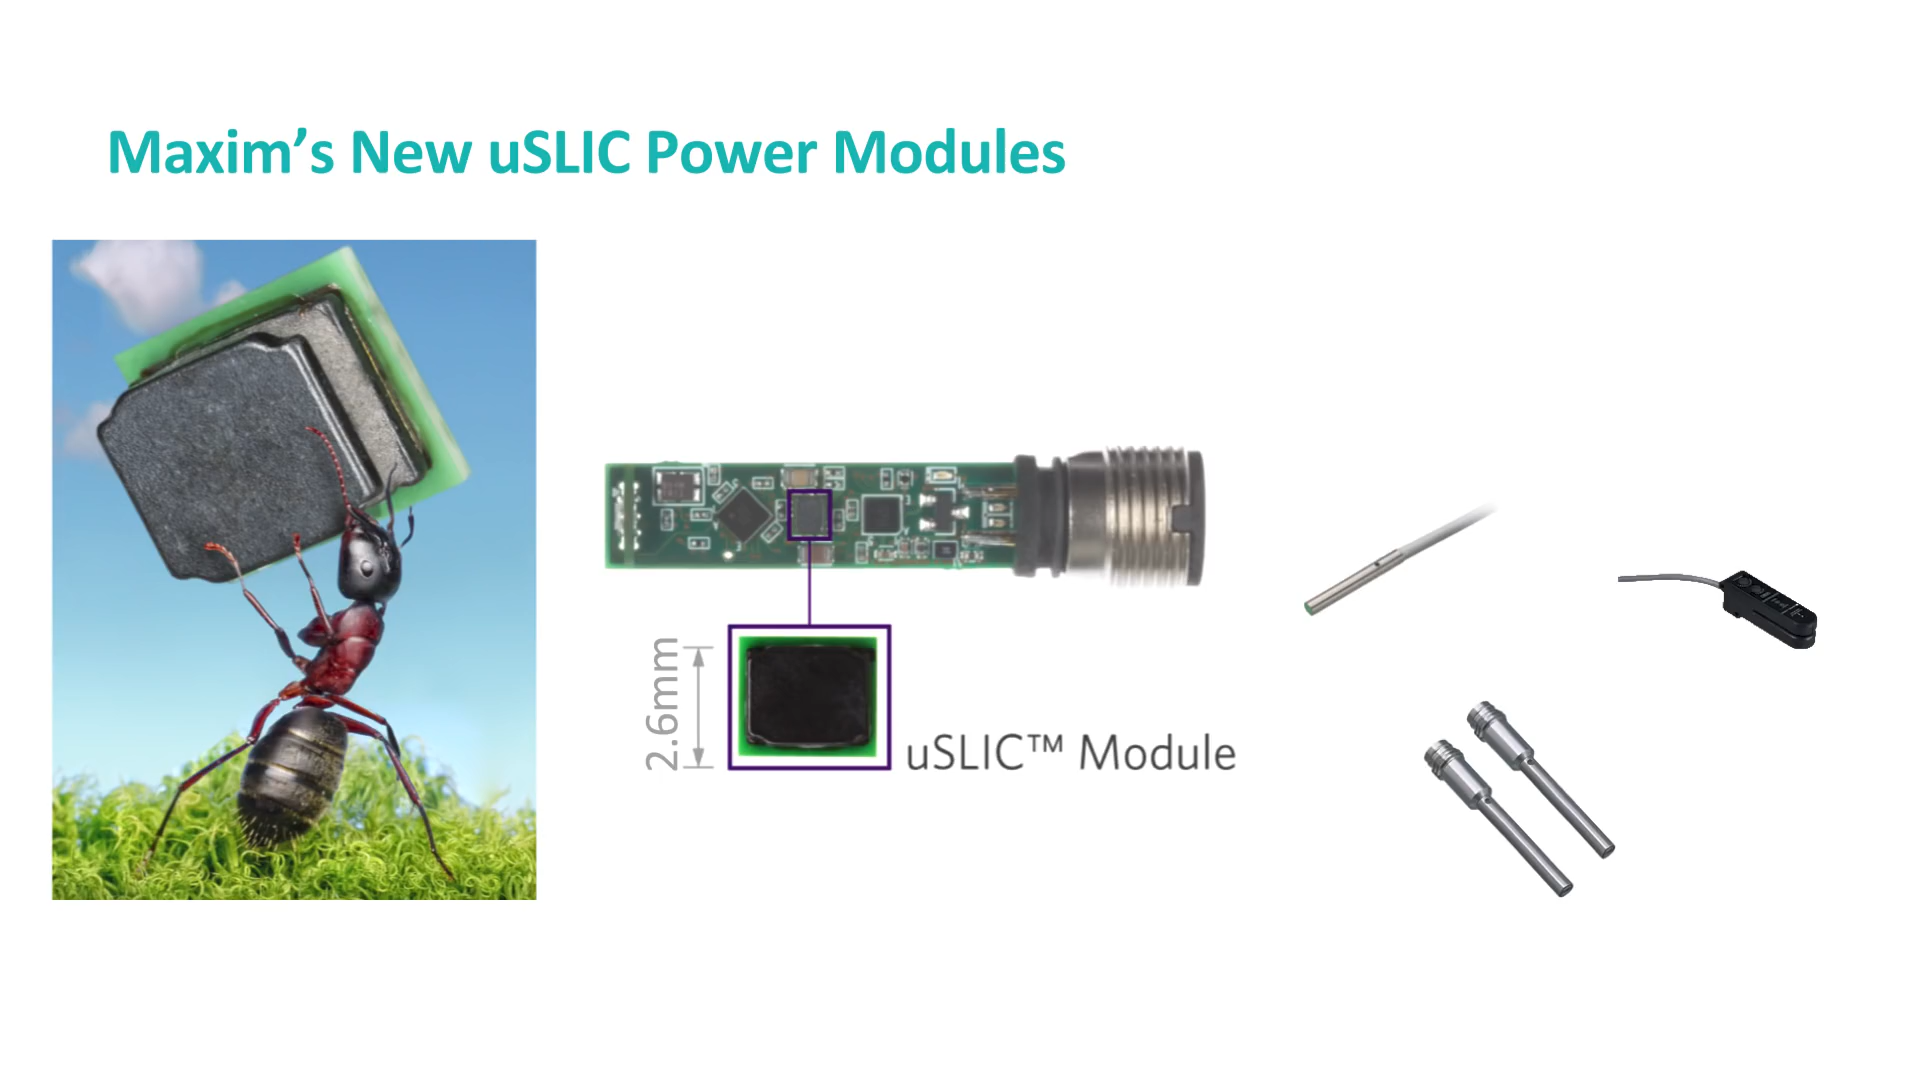 Maxim’s New uSLIC Power Modules
2.6mm
uSLIC™ Module